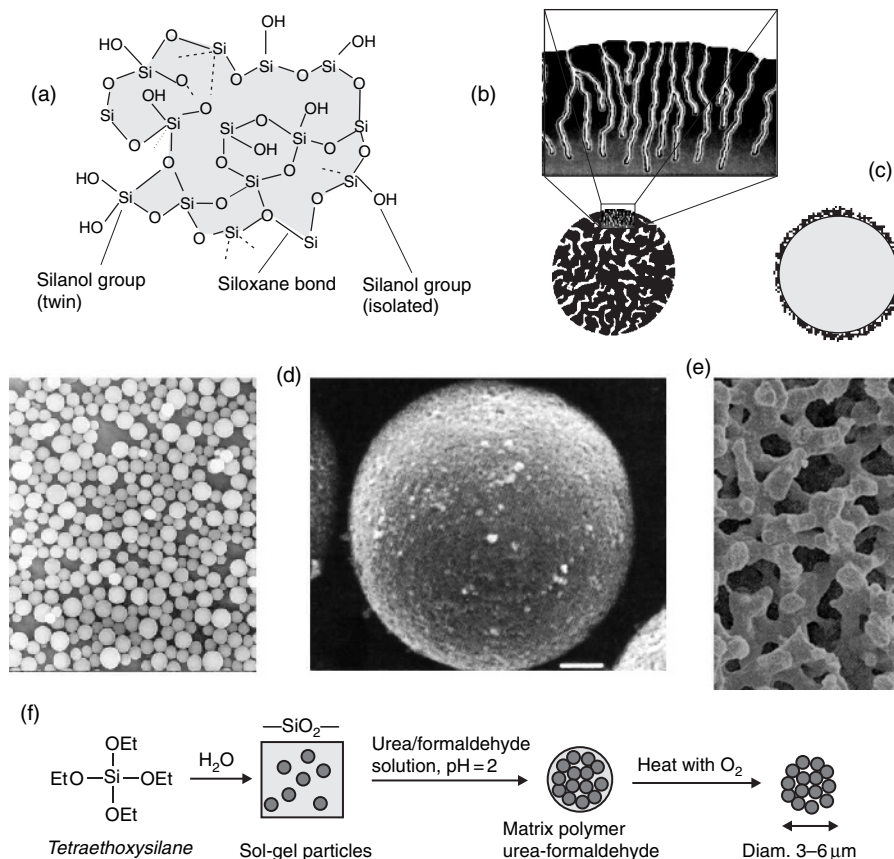 (a)
OH
HO
O
Si
OH
OH
Si
O
Si
Si
O
O
O
O
Si
OH
O
O
Si
Si
O
Si
Si
O
OH
OH
O
O
O
O
HO
Si
Si
Si
OH
HO
O
O
O
O
Si
Si
Silanol group
(twin)
Siloxane bond
Silanol group
(isolated)
(b)
(c)
(d)
(e)
(f)
OEt
EtO—Si—OEt
OEt
Tetraethoxysilane
H₂O
—SiO₂—
Sol-gel particles
Urea/formaldehyde
solution, pH = 2
Matrix polymer
urea-formaldehyde
Heat with O₂
Diam. 3–6 μm